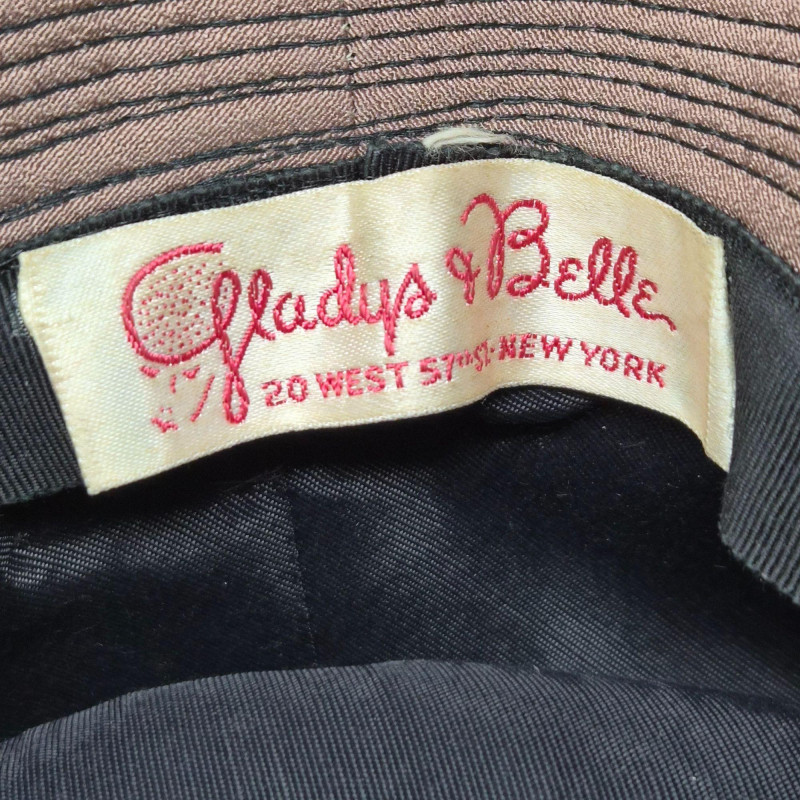 Gladys & Belle
20 WEST 57TH ST. NEW YORK